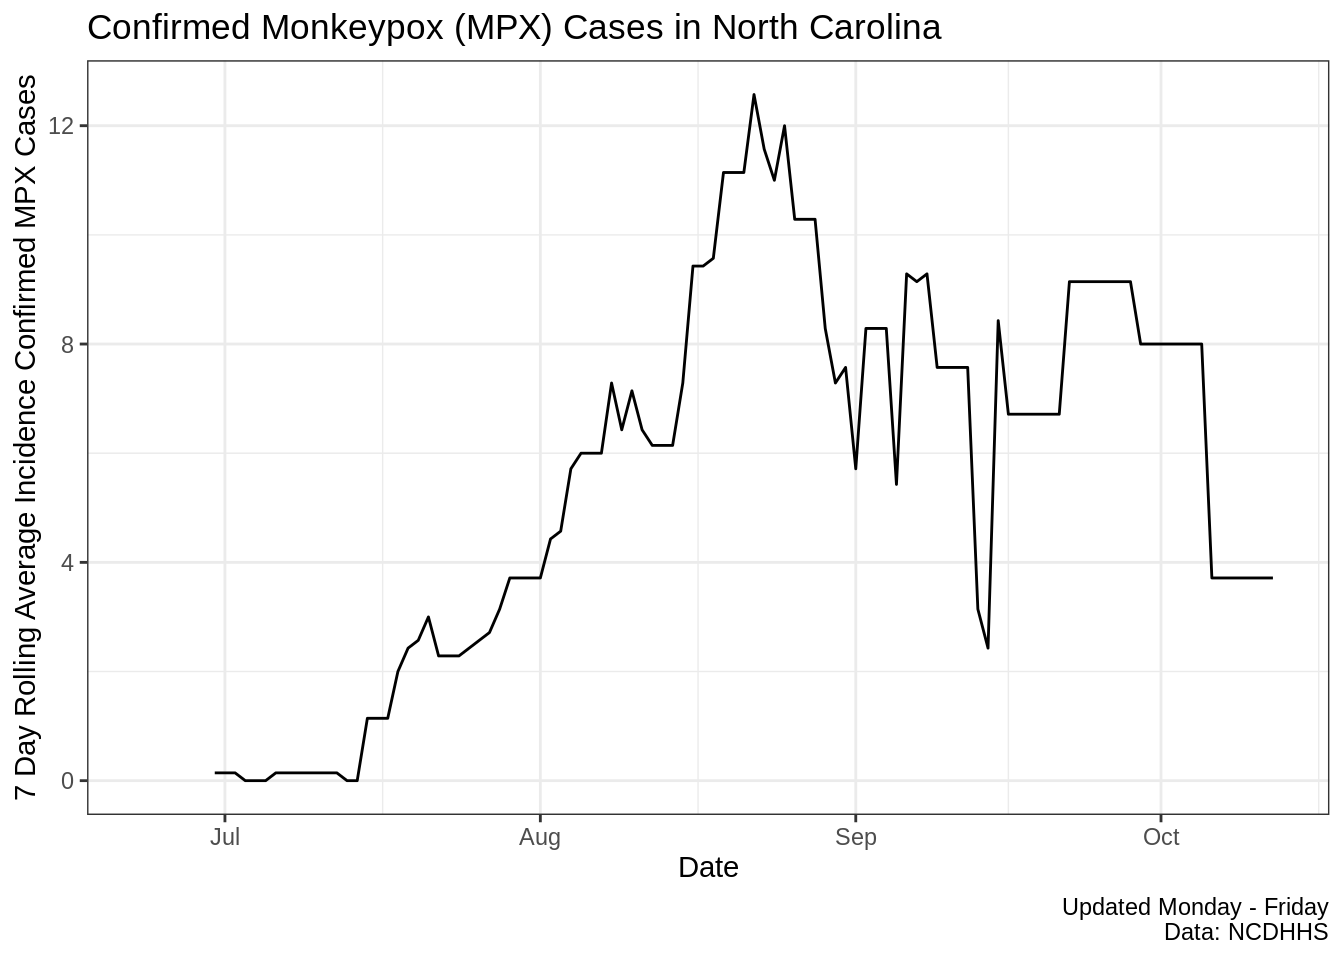 Confirmed Monkeypox (MPX) Cases in North Carolina
7 Day Rolling Average Incidence Confirmed MPX Cases
12
8
4
0
Jul
Aug
Sep
Oct
Date
Updated Monday - Friday
Data: NCDHHS